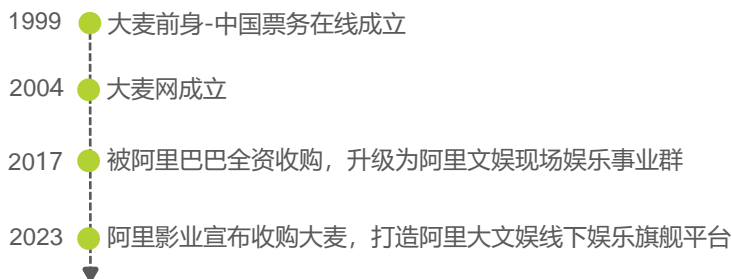 1999 大麦前身-中国票务在线成立
2004 大麦网成立
2017 被阿里巴巴全资收购，升级为阿里文娱现场娱乐事业群
2023 阿里影业宣布收购大麦，打造阿里大文娱线下娱乐旗舰平台